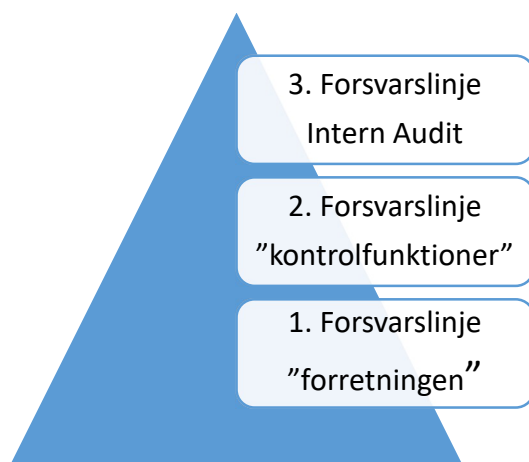 3. Forsvarslinje
Intern Audit
2. Forsvarslinje
”kontrolfunktioner”
1. Forsvarslinje
”forretningen”